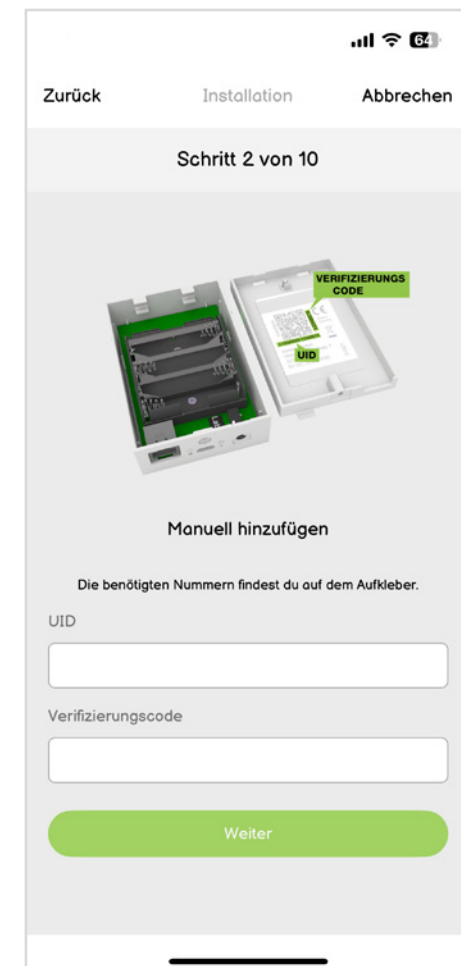 64
Zurück Installation Abbrechen
Schritt 2 von 10
VERIFIZIERUNGS
CODE
UID
Manuell hinzufügen
Die benötigten Nummern findest du auf dem Aufkleber.
UID
Verifizierungscode
Weiter